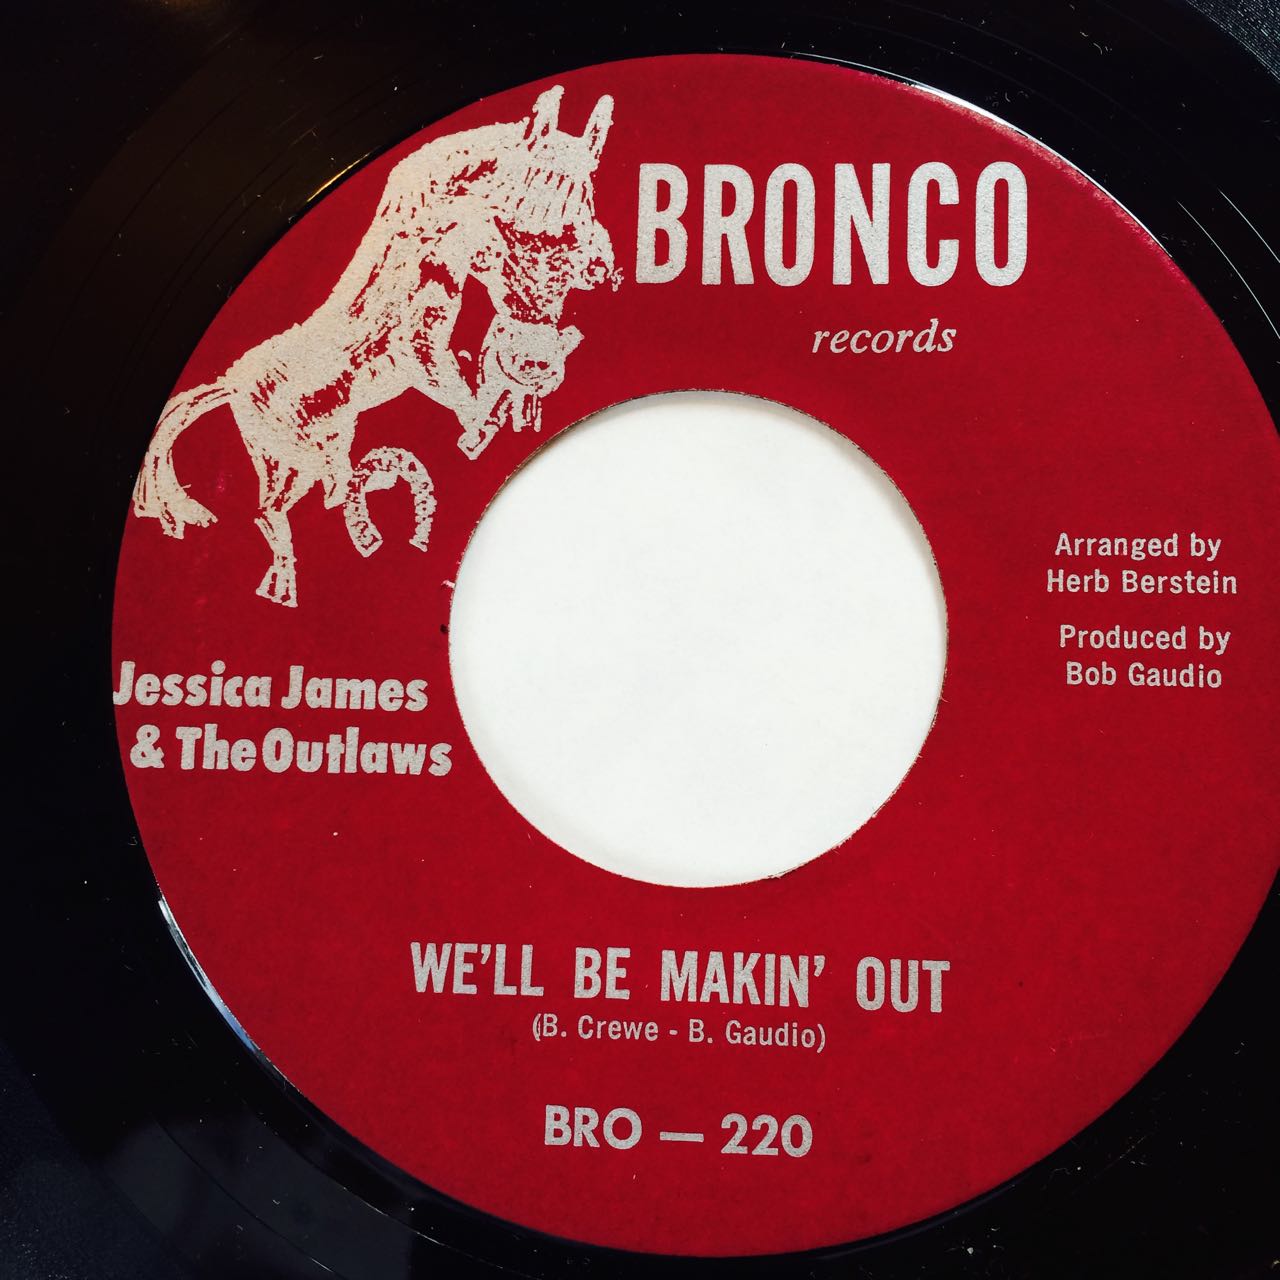 BRONCO
records
Arranged by
Herb Berstein
Produced by
Bob Gaudio
Jessica James
& The Outlaws
WE'LL BE MAKIN' OUT
(B. Crewe - B. Gaudio)
BRO — 220